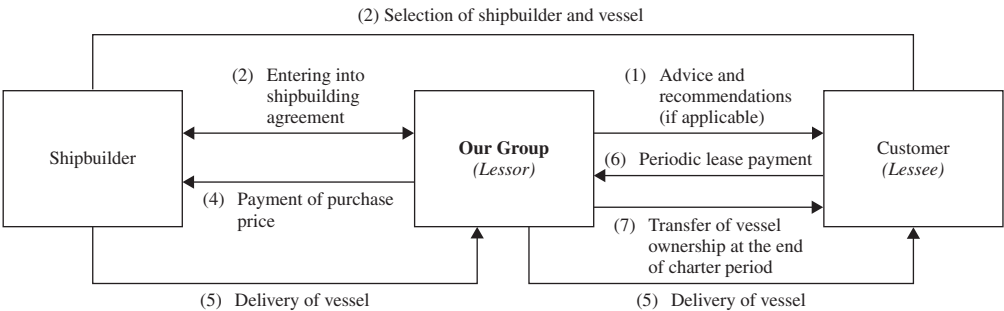 (2) Selection of shipbuilder and vessel
(2) Entering into
shipbuilding
agreement
(1) Advice and
recommendations
(if applicable)
Shipbuilder
Our Group
(Lessor)
Customer
(Lessee)
(6) Periodic lease payment
(4) Payment of purchase
price
(7) Transfer of vessel
ownership at the end
of charter period
(5) Delivery of vessel
(5) Delivery of vessel